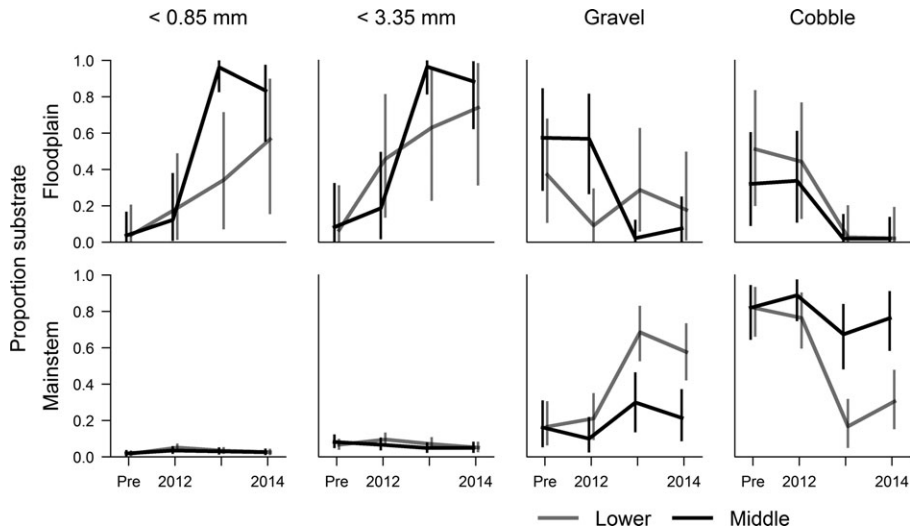 < 0.85 mm < 3.35 mm Gravel Cobble
Proportion substrate
Floodplain
1.0
0.8
0.6
0.4
0.2
0.0
Mainstem
1.0
0.8
0.6
0.4
0.2
0.0
Pre 2012 2014 Pre 2012 2014 Pre 2012 2014 Pre 2012 2014
Lower Middle